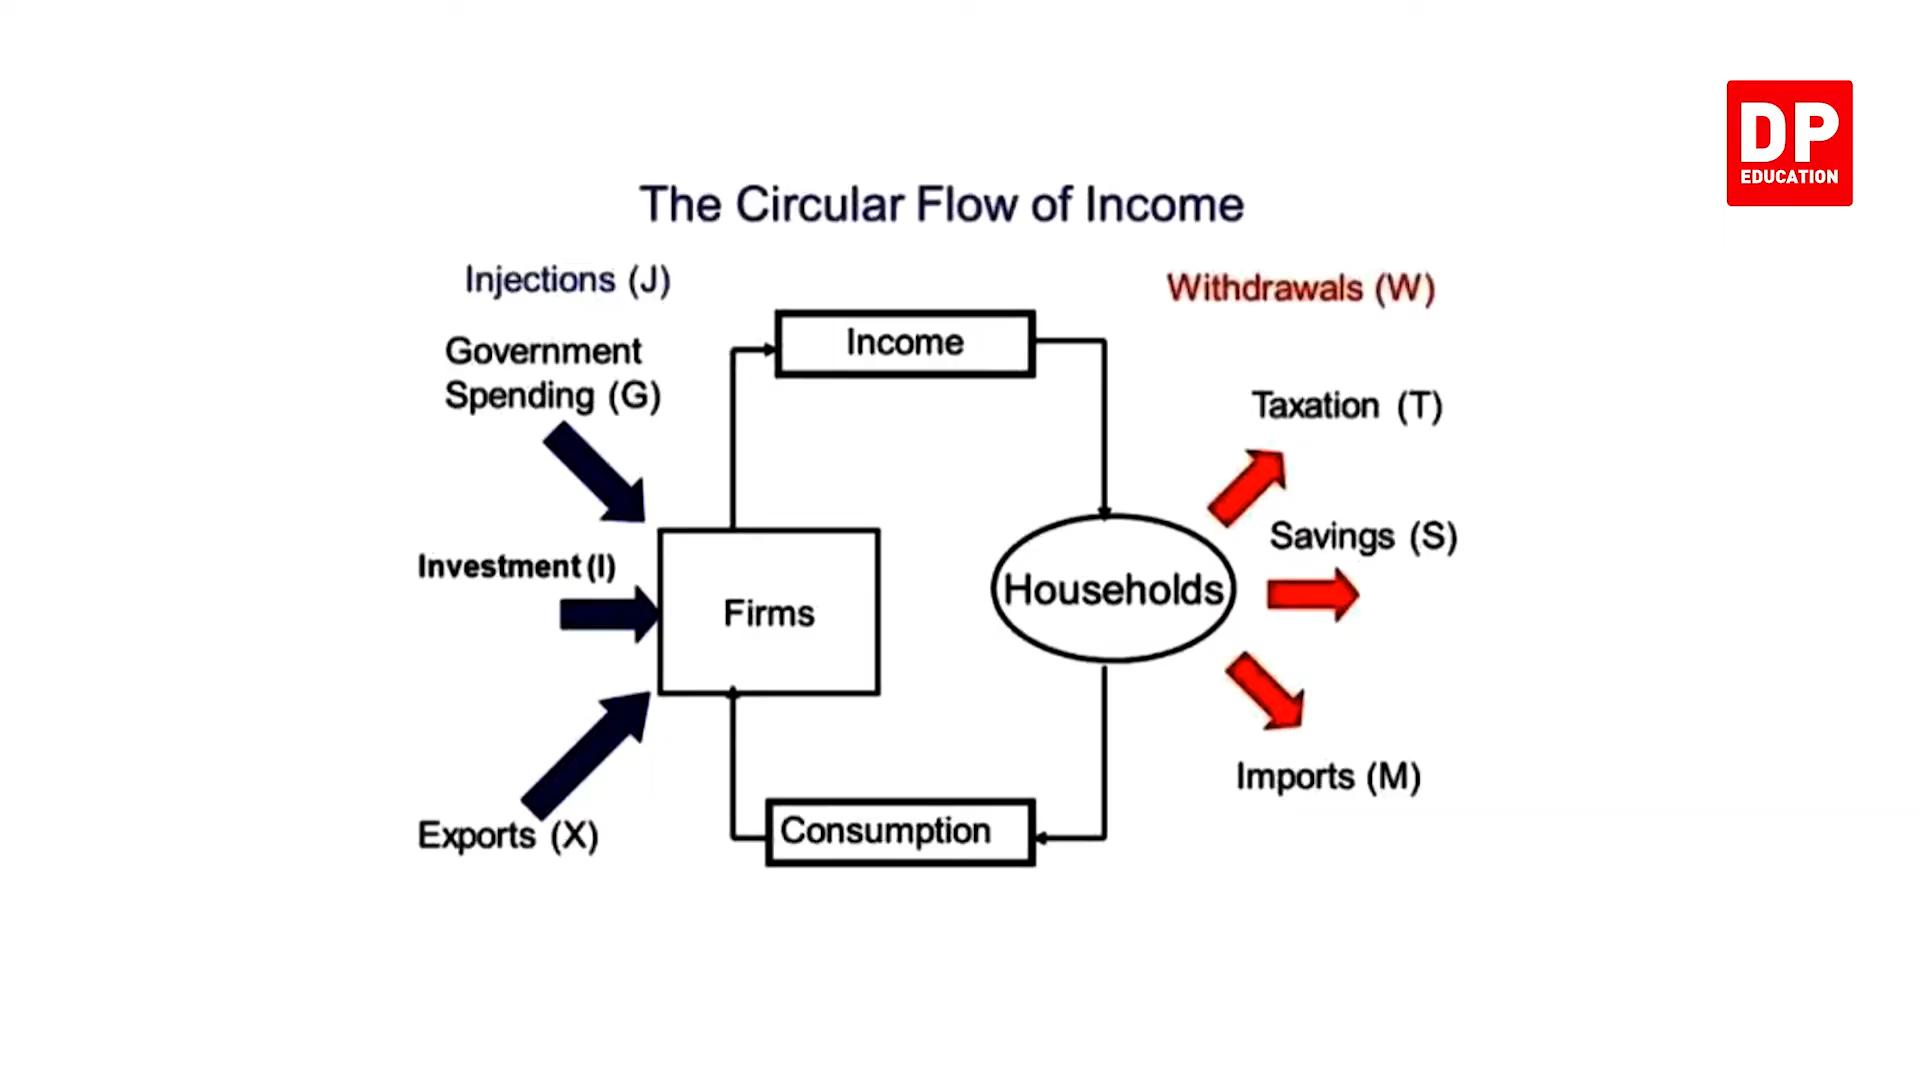 DP
EDUCATION
The Circular Flow of Income
Injections (J)
Withdrawals (W)
Government
Spending (G)
Income
Taxation (T)
Investment (I)
Savings (S)
Firms
Households
Exports (X)
Consumption
Imports (M)